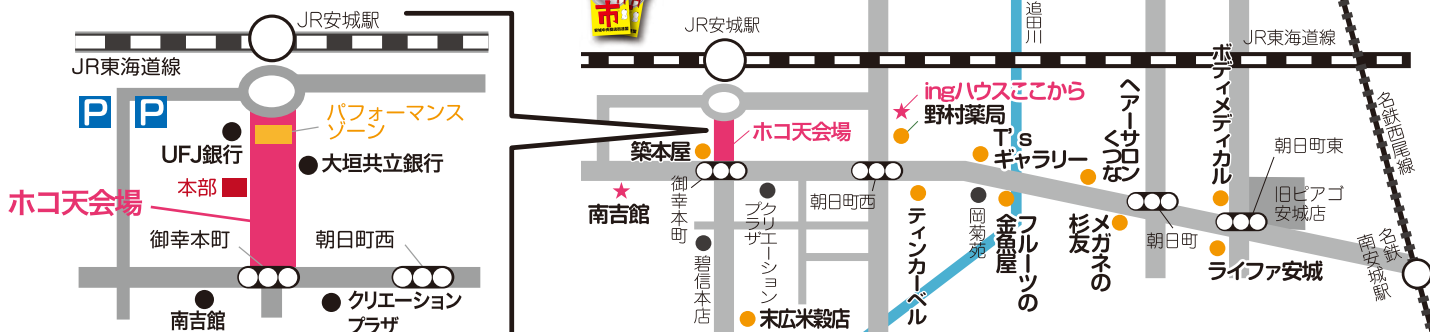 JR安城駅
JR東海道線
P
P
パフォーマンス
ゾーン
UFJ銀行
大垣共立銀行
本部
ホコ天会場
御幸本町
朝日町西
南吉館
クリエーション
プラザ
市
JR安城駅
追田川
JR東海道線
ホコ天会場
築本屋
御幸本町
南吉館
碧信本店
クリエーション
プラザ
末広米穀店
朝日町西
ingハウスここから
野村薬局
ティンカーベル
T's
ギャラリー
岡菊苑
フルーツの
金魚屋
ヘアーサロン
くつな
メガネの
杉友
朝日町
ボディメディカル
朝日町東
旧ピアゴ
安城店
ライファ安城
名鉄西尾線
名鉄
南安城駅